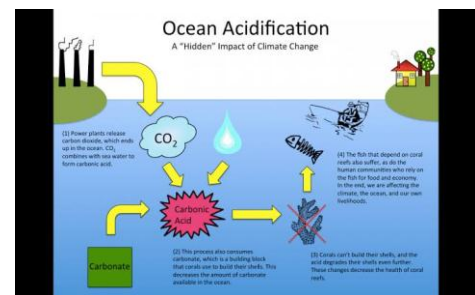 Ocean Acidification
A "Hidden" Impact of Climate Change
(1) Power plants release
carbon dioxide, which ends
up in the ocean. CO₂
combines with sea water to
form carbonic acid.
CO₂
(4) The fish that depend on coral
reefs also suffer, as do the
human communities who rely on
the fish for food and economy.
In the end, we are affecting the
climate, the ocean, and our own
livelihoods.
Carbonic
Acid
Carbonate
(2) This process also consumes
carbonate, which is a building block
that corals use to build their shells. This
decreases the amount of carbonate
available in the ocean.
(3) Corals can't build their shells, and the
acid degrades their shells even further.
These changes decrease the health of coral
reefs.